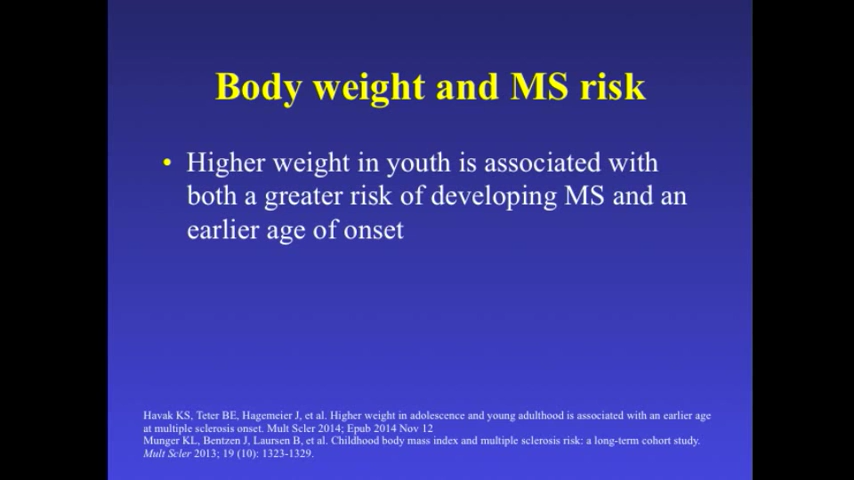 Body weight and MS risk
• Higher weight in youth is associated with
both a greater risk of developing MS and an
earlier age of onset
Havak KS, Teter BE, Hagemeier J, et al. Higher weight in adolescence and young adulthood is associated with an earlier age
at multiple sclerosis onset. Mult Scler 2014; Epub 2014 Nov 12
Munger KL, Bentzen J, Laursen B, et al. Childhood body mass index and multiple sclerosis risk: a long-term cohort study.
Mult Scler 2013; 19 (10): 1323-1329.